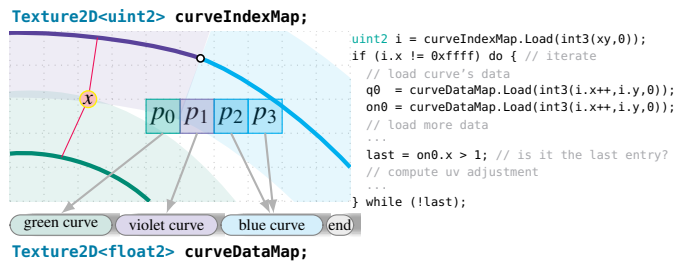 Texture2D<uint2> curveIndexMap;
x
p0 p1 p2 p3
green curve violet curve blue curve end
Texture2D<float2> curveDataMap;
uint2 i = curveIndexMap.Load(int3(xy,0));
if (i.x != 0xffff) do { // iterate
// load curve's data
q0 = curveDataMap.Load(int3(i.x++,i.y,0));
on0 = curveDataMap.Load(int3(i.x++,i.y,0));
// load more data
...
last = on0.x > 1; // is it the last entry?
// compute uv adjustment
...
} while (!last);